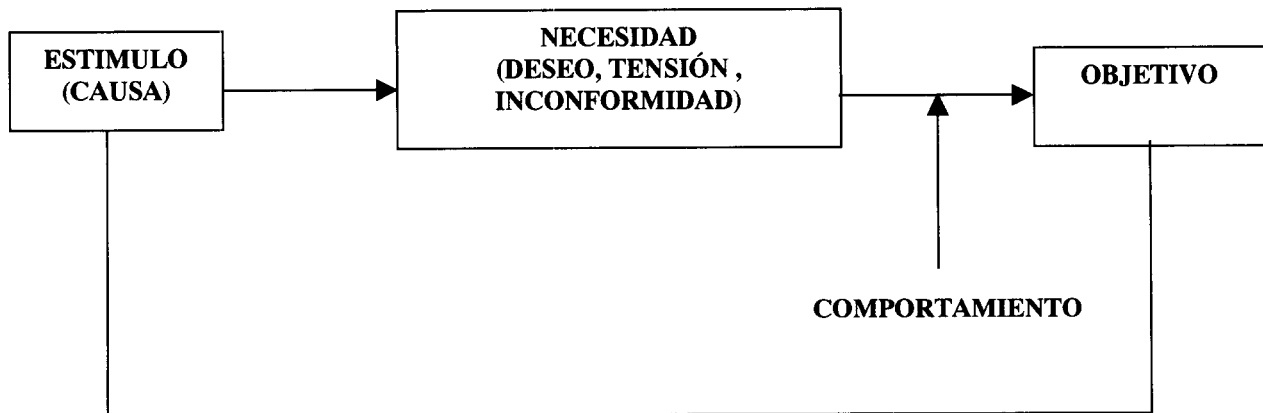 ESTIMULO
(CAUSA)
NECESIDAD
(DESEO, TENSIÓN ,
INCONFORMIDAD)
OBJETIVO
COMPORTAMIENTO